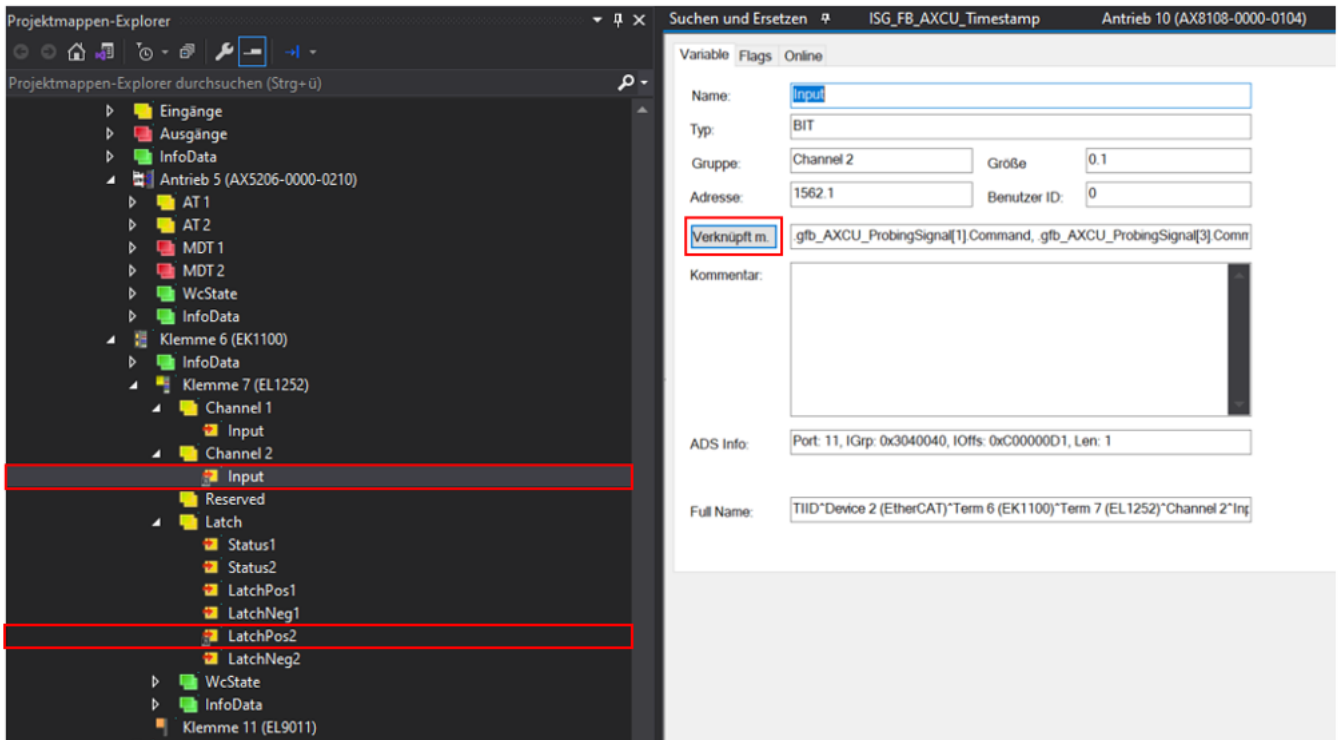 Projektmappen-Explorer
Projektmappen-Explorer durchsuchen (Strg+ü)
Eingänge
Ausgänge
InfoData
Antrieb 5 (AX5206-0000-0210)
AT 1
AT 2
MDT 1
MDT 2
WcState
InfoData
Klemme 6 (EK1100)
InfoData
Klemme 7 (EL1252)
Channel 1
Input
Channel 2
Input
Reserved
Latch
Status1
Status2
LatchPos1
LatchNeg1
LatchPos2
LatchNeg2
WcState
InfoData
Klemme 11 (EL9011)
Suchen und Ersetzen ISG_FB_AXCU_Timestamp Antrieb 10 (AX8108-0000-0104)
Variable Flags Online
Name: Input
Typ: BIT
Gruppe: Channel 2 Größe 0.1
Adresse: 1562.1 Benutzer ID: 0
Verknüpft m. .gfb_AXCU_ProbingSignal[1].Command, .gfb_AXCU_ProbingSignal[3].Comm
Kommentar:
ADS Info: Port: 11, IGrp: 0x3040040, IOffs: 0xC00000D1, Len: 1
Full Name: TIID^Device 2 (EtherCAT)^Term 6 (EK1100)^Term 7 (EL1252)^Channel 2^Inp